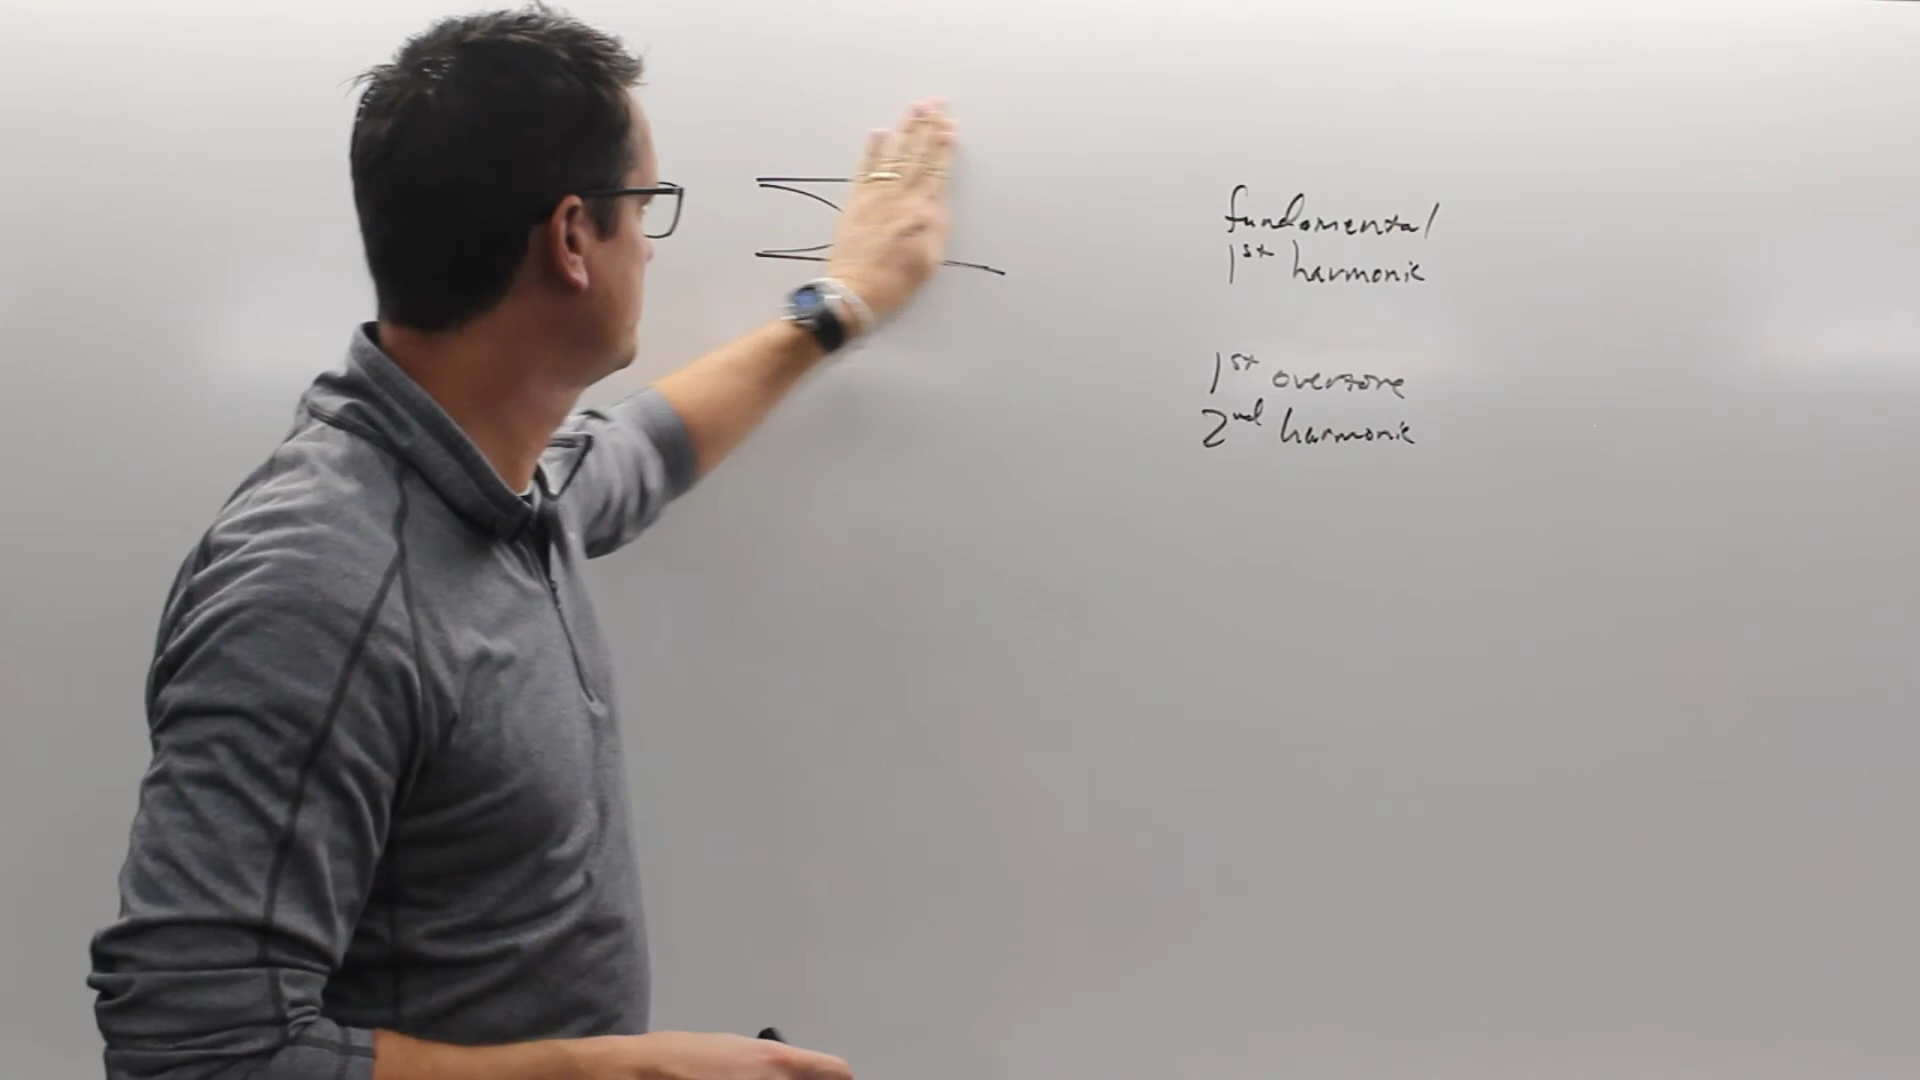 fundamental
1st harmonic
1st overtone
2nd harmonic